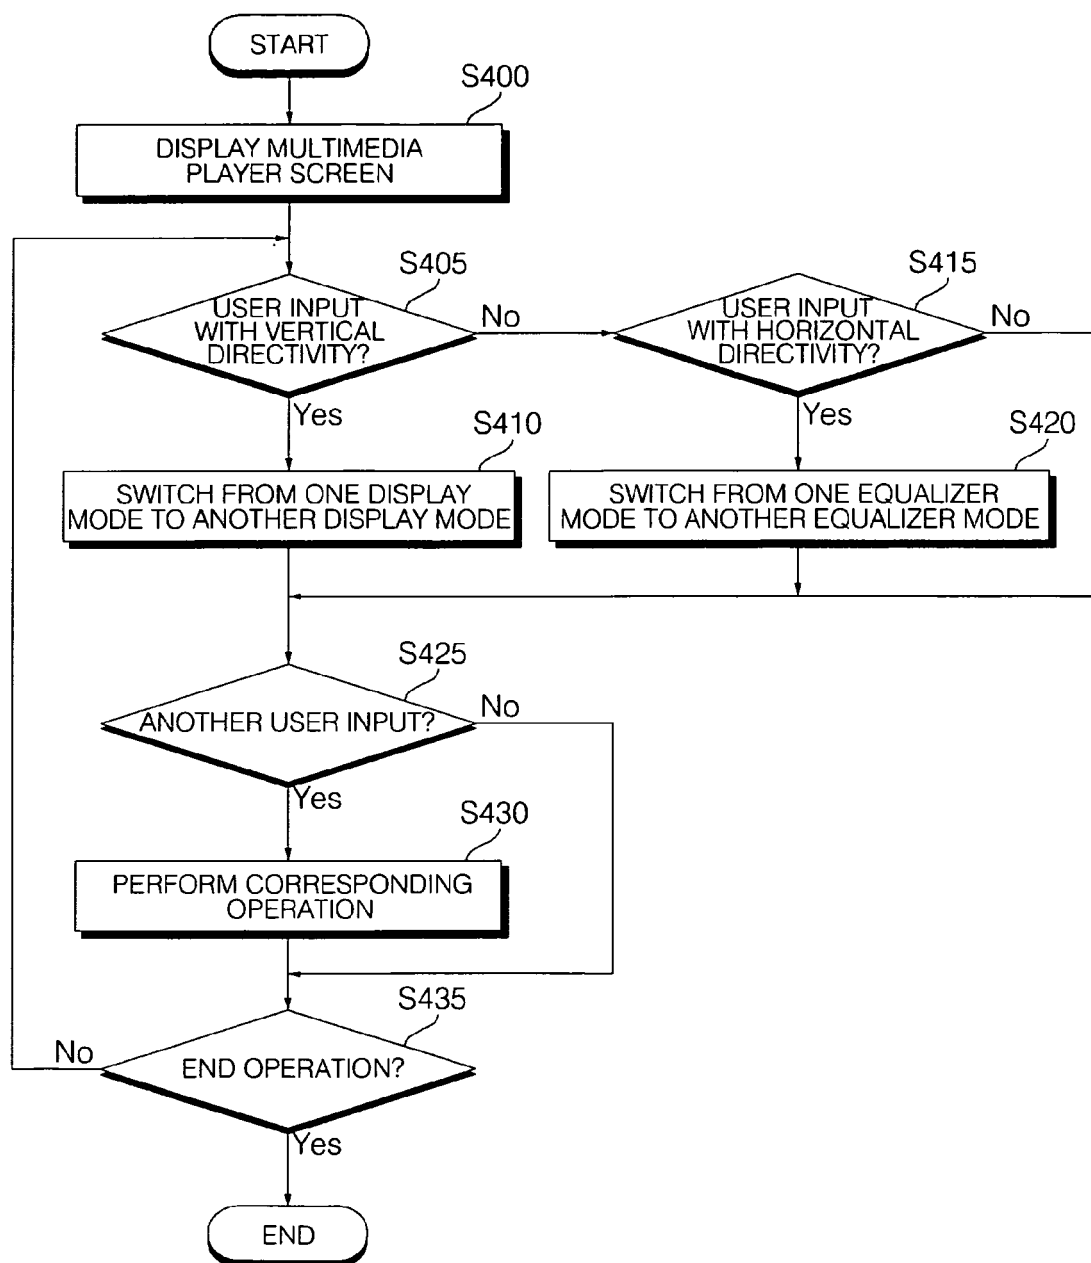 START
S400
DISPLAY MULTIMEDIA
PLAYER SCREEN
S405
USER INPUT
WITH VERTICAL
DIRECTIVITY?
No
Yes
S415
USER INPUT
WITH HORIZONTAL
DIRECTIVITY?
No
Yes
S410
SWITCH FROM ONE DISPLAY
MODE TO ANOTHER DISPLAY MODE
S420
SWITCH FROM ONE EQUALIZER
MODE TO ANOTHER EQUALIZER MODE
S425
ANOTHER USER INPUT?
No
Yes
S430
PERFORM CORRESPONDING
OPERATION
S435
END OPERATION?
No
Yes
END